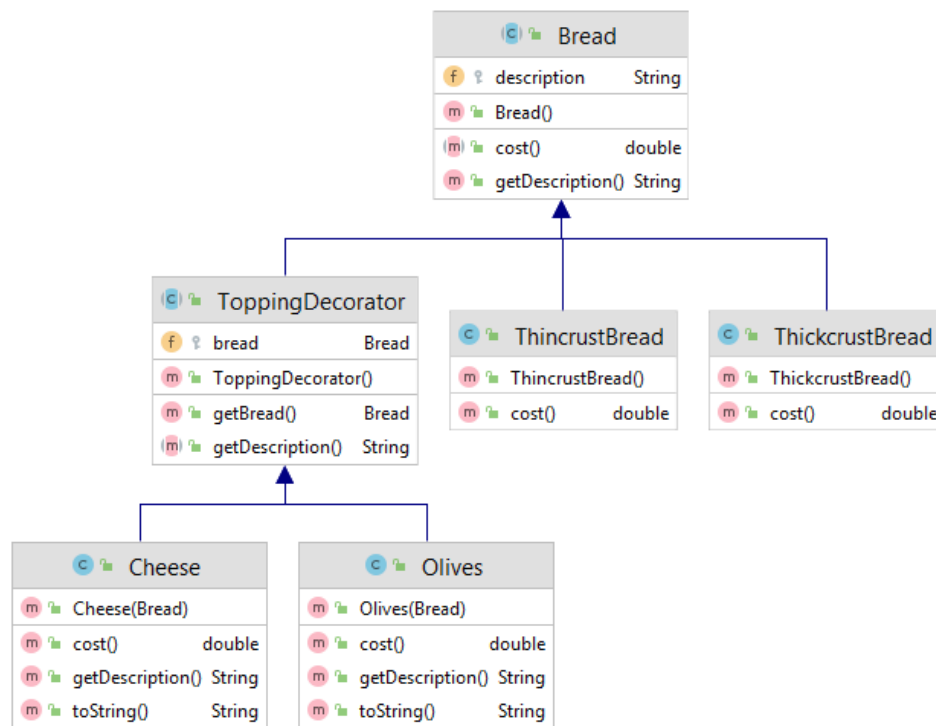 Bread
description String
Bread()
cost() double
getDescription() String
ToppingDecorator
bread Bread
ToppingDecorator()
getBread() Bread
getDescription() String
ThincrustBread
ThincrustBread()
cost() double
ThickcrustBread
ThickcrustBread()
cost() double
Cheese
Cheese(Bread)
cost() double
getDescription() String
toString() String
Olives
Olives(Bread)
cost() double
getDescription() String
toString() String